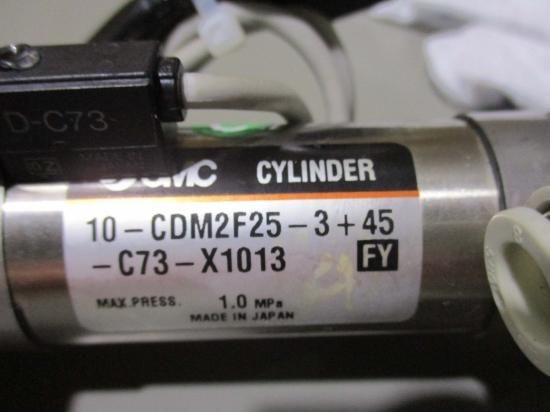 D-C73
SMC CYLINDER
10-CDM2F25-3+45
-C73-X1013
FY
MAX.PRESS. 1.0 MPa
MADE IN JAPAN